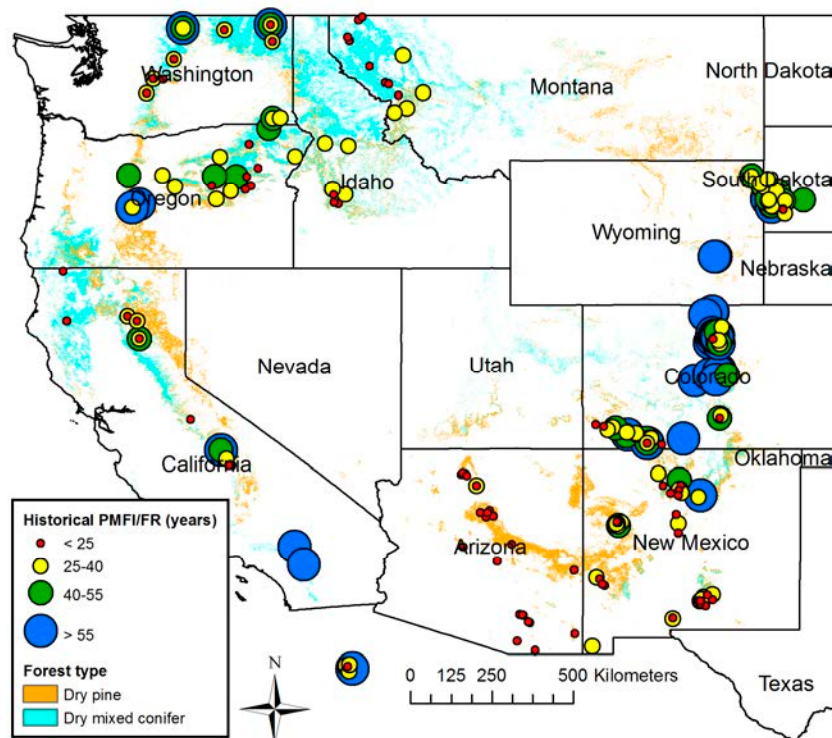 Washington
Montana
North Dakota
Oregon
Idaho
South Dakota
Wyoming
Nebraska
Nevada
Utah
Colorado
California
Oklahoma
Arizona
New Mexico
Texas
Historical PMFI/FR (years)
< 25
25-40
40-55
> 55
Forest type
Dry pine
Dry mixed conifer
N
0 125 250 500 Kilometers